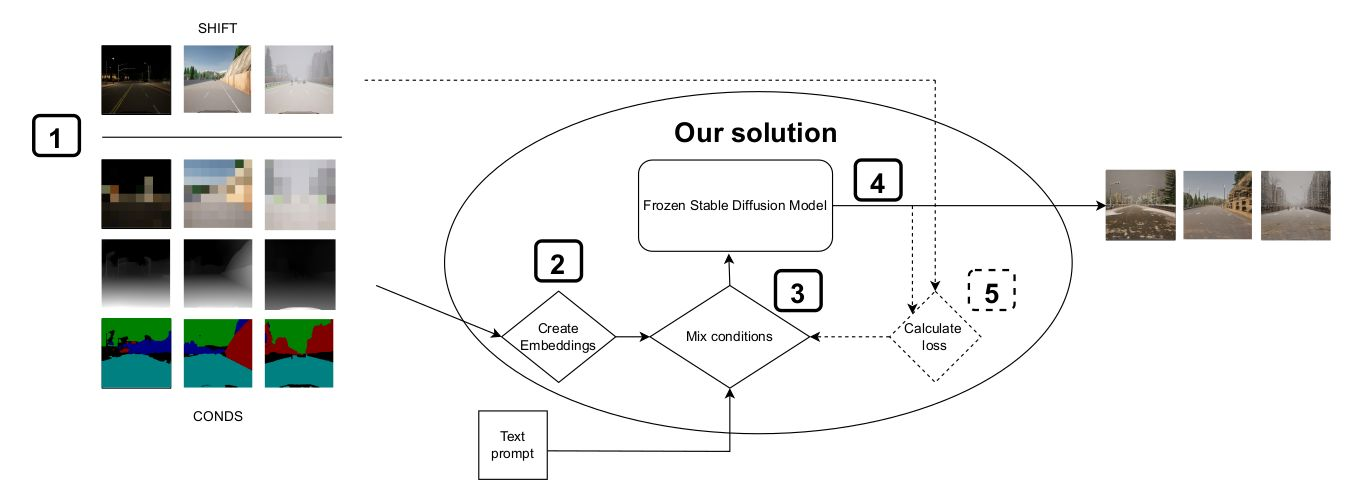 SHIFT
1
CONDS
Our solution
Frozen Stable Diffusion Model
4
2
Create
Embeddings
3
Mix conditions
5
Calculate
loss
Text
prompt